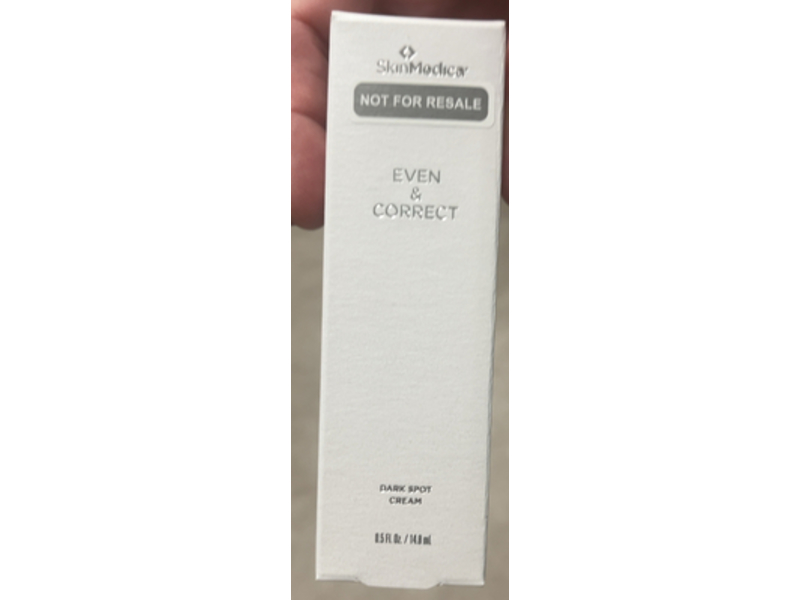 SkinMedica
NOT FOR RESALE
EVEN
&
CORRECT
DARK SPOT
CREAM
0.5 Fl. Oz. / 14.8 mL